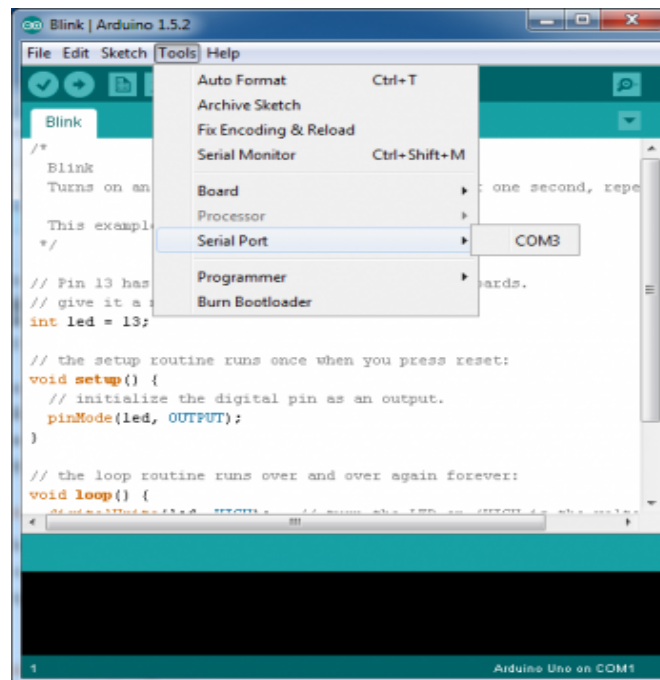 Blink | Arduino 1.5.2
File Edit Sketch Tools Help
Auto Format Ctrl+T
Archive Sketch
Fix Encoding & Reload
Serial Monitor Ctrl+Shift+M
Board
Processor
Serial Port
COM3
Programmer
Burn Bootloader
Blink
/*
Blink
Turns on an one second, repe
This exampl
*/
// Pin 13 has ards.
// give it a
int led = 13;
// the setup routine runs once when you press reset:
void setup() {
// initialize the digital pin as an output.
pinMode(led, OUTPUT);
}
// the loop routine runs over and over again forever:
void loop() {
1
Arduino Uno on COM1